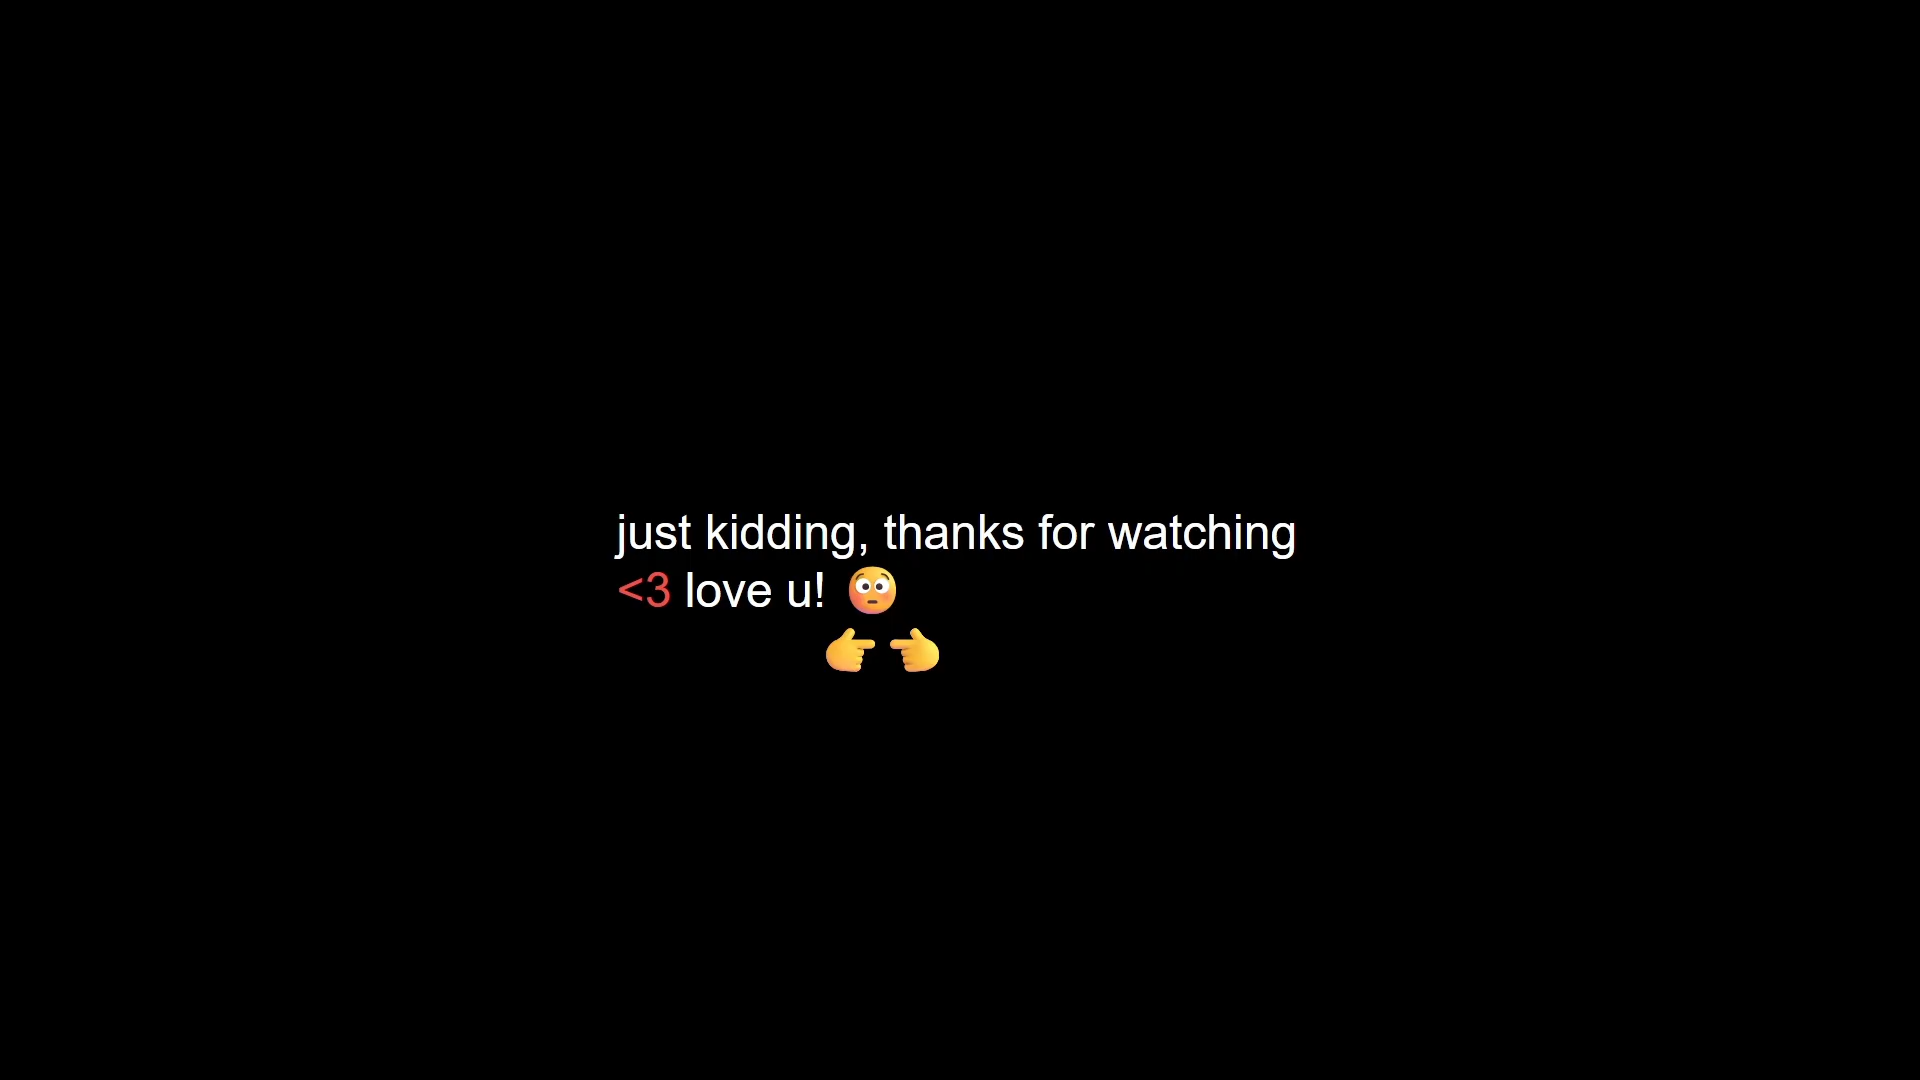 just kidding, thanks for watching
<3 love u! 😳
👉👈